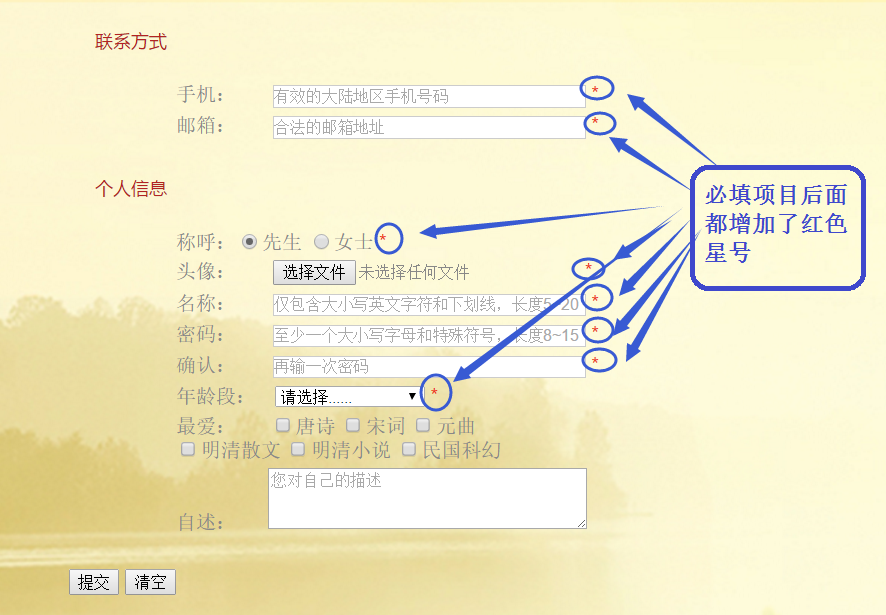 联系方式
手机： 有效的大陆地区手机号码 *
邮箱： 合法的邮箱地址 *
个人信息
称呼： 先生 女士 *
头像： 选择文件 未选择任何文件 *
名称： 仅包含大小写英文字符和下划线，长度5~20 *
密码： 至少一个大小写字母和特殊符号，长度8~15 *
确认： 再输一次密码 *
年龄段： 请选择...... *
最爱： 唐诗 宋词 元曲
明清散文 明清小说 民国科幻
您对自己的描述
自述：
提交 清空
必填项目后面
都增加了红色
星号